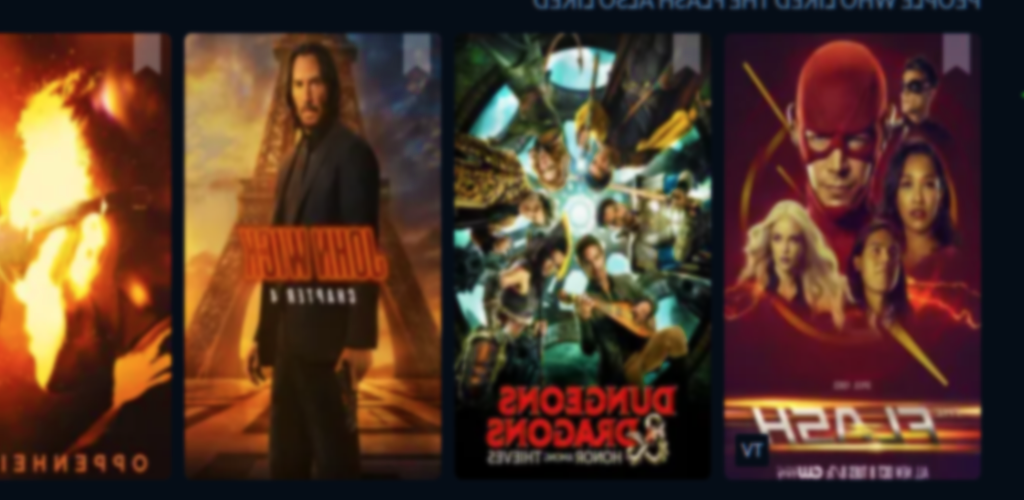 PEOPLE WHO LIKED THE FLASH ALSO LIKED
FLASH
TV
DUNGEONS
& DRAGONS
HONOR AMONG THIEVES
JOHN WICK
CHAPTER 4
OPPENHEI